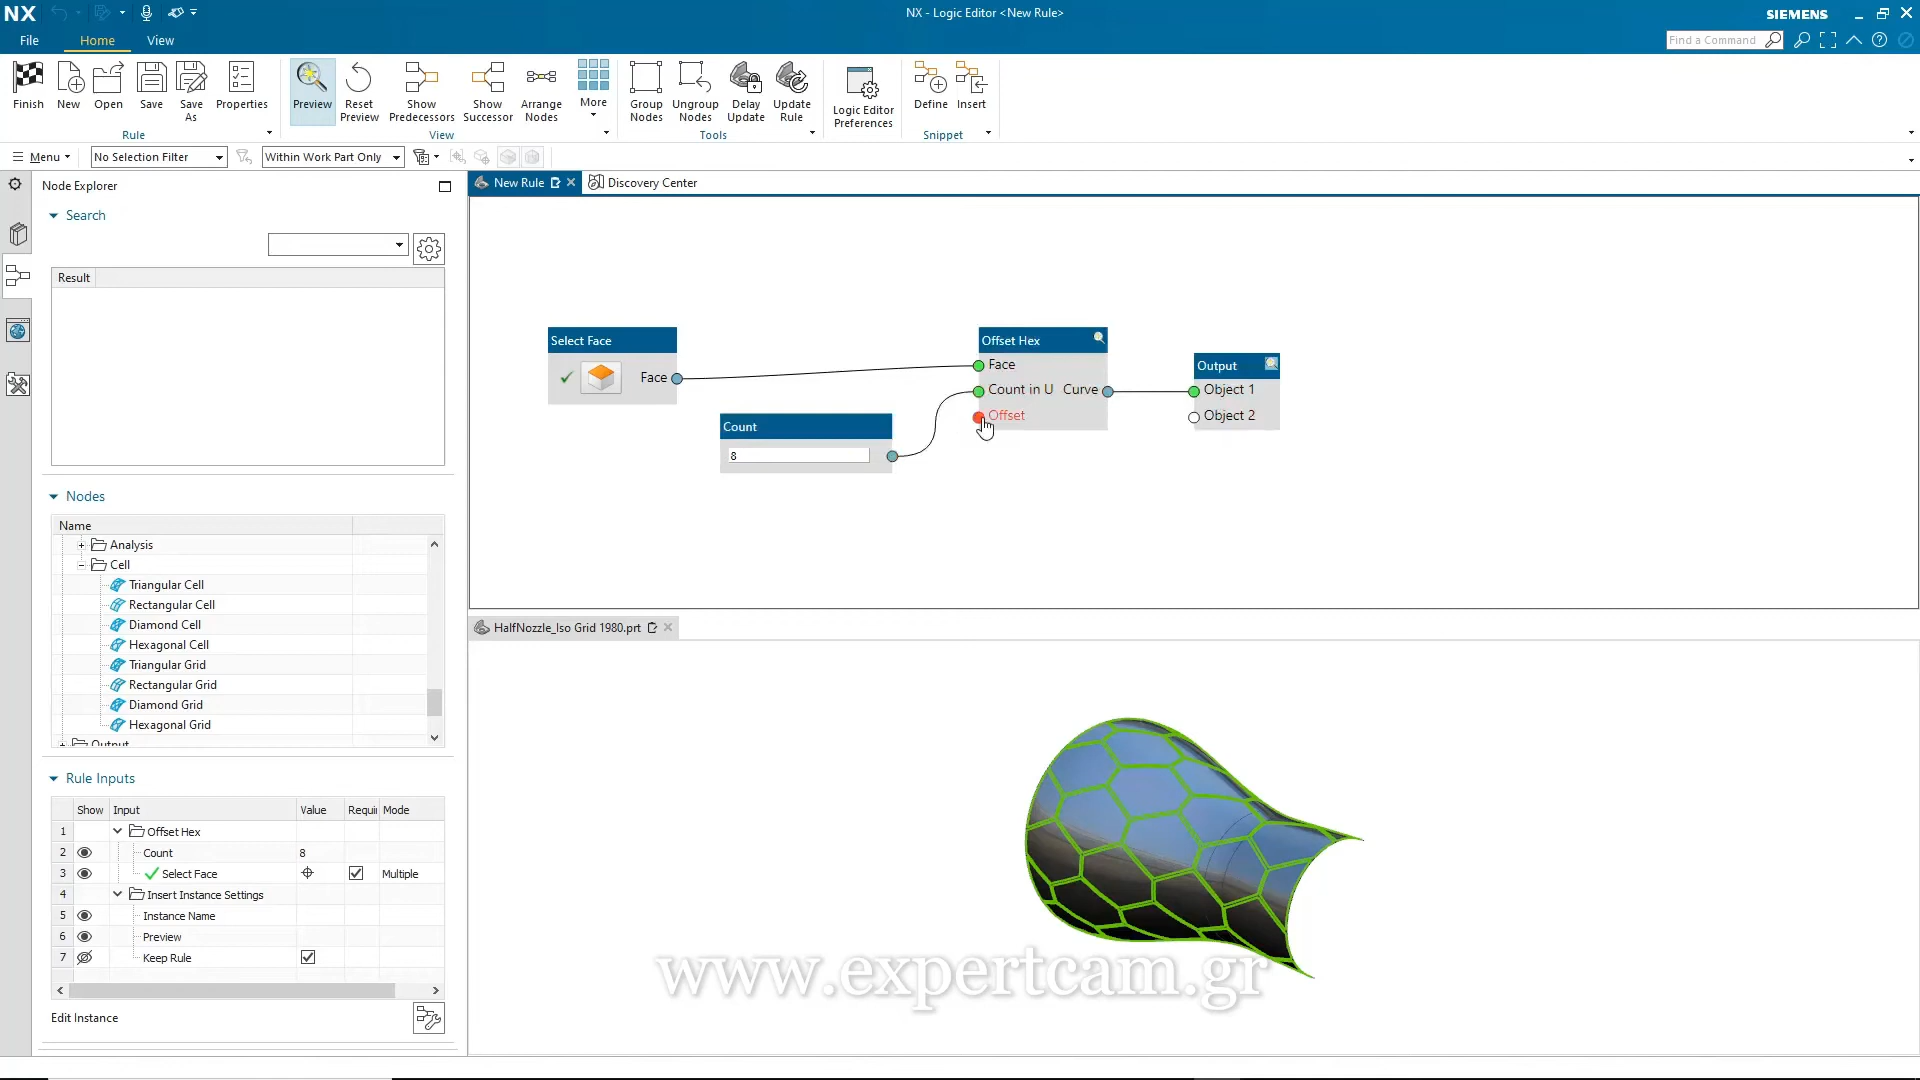 NX
NX - Logic Editor <New Rule>
SIEMENS
File Home View
Find a Command
Finish New Open Save Save As Properties
Preview Reset Preview Show Predecessors Show Successor Arrange Nodes More
Group Nodes Ungroup Nodes Delay Update Update Rule
Logic Editor Preferences
Define Insert
Rule View Tools Snippet
Menu No Selection Filter Within Work Part Only
Node Explorer
New Rule Discovery Center
Search
Result
Select Face
Face
Count
8
Offset Hex
Face
Count in U Curve
Offset
Output
Object 1
Object 2
Nodes
Name
Analysis
Cell
Triangular Cell
Rectangular Cell
Diamond Cell
Hexagonal Cell
Triangular Grid
Rectangular Grid
Diamond Grid
Hexagonal Grid
Output
HalfNozzle_Iso Grid 1980.prt
Rule Inputs
Show Input Value Requir Mode
1 Offset Hex
2 Count 8
3 Select Face Multiple
4 Insert Instance Settings
5 Instance Name
6 Preview
7 Keep Rule
Edit Instance
www.expertcam.gr